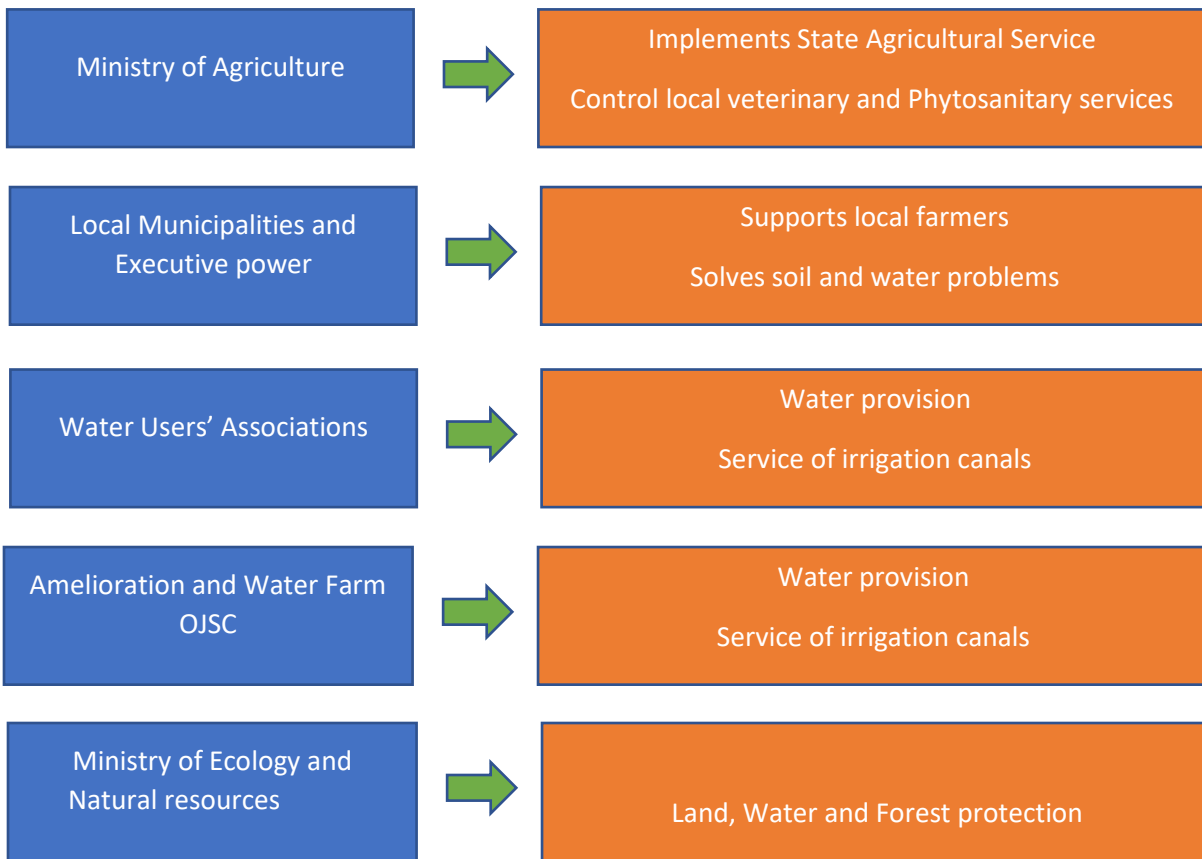 Ministry of Agriculture
Implements State Agricultural Service
Control local veterinary and Phytosanitary services
Local Municipalities and
Executive power
Supports local farmers
Solves soil and water problems
Water Users’ Associations
Water provision
Service of irrigation canals
Amelioration and Water Farm
OJSC
Water provision
Service of irrigation canals
Ministry of Ecology and
Natural resources
Land, Water and Forest protection